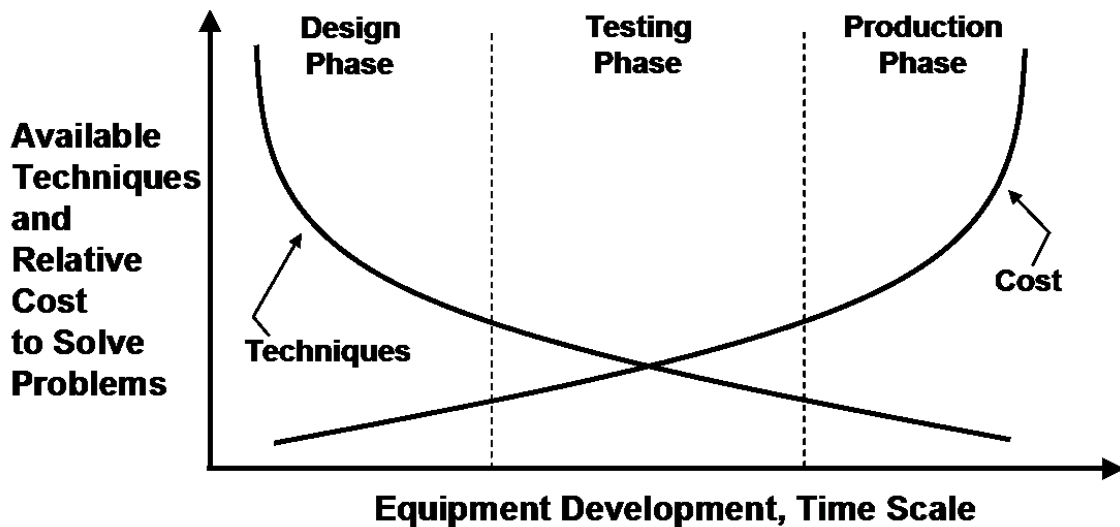 Design
Phase
Testing
Phase
Production
Phase
Available
Techniques
and
Relative
Cost
to Solve
Problems
Techniques
Cost
Equipment Development, Time Scale